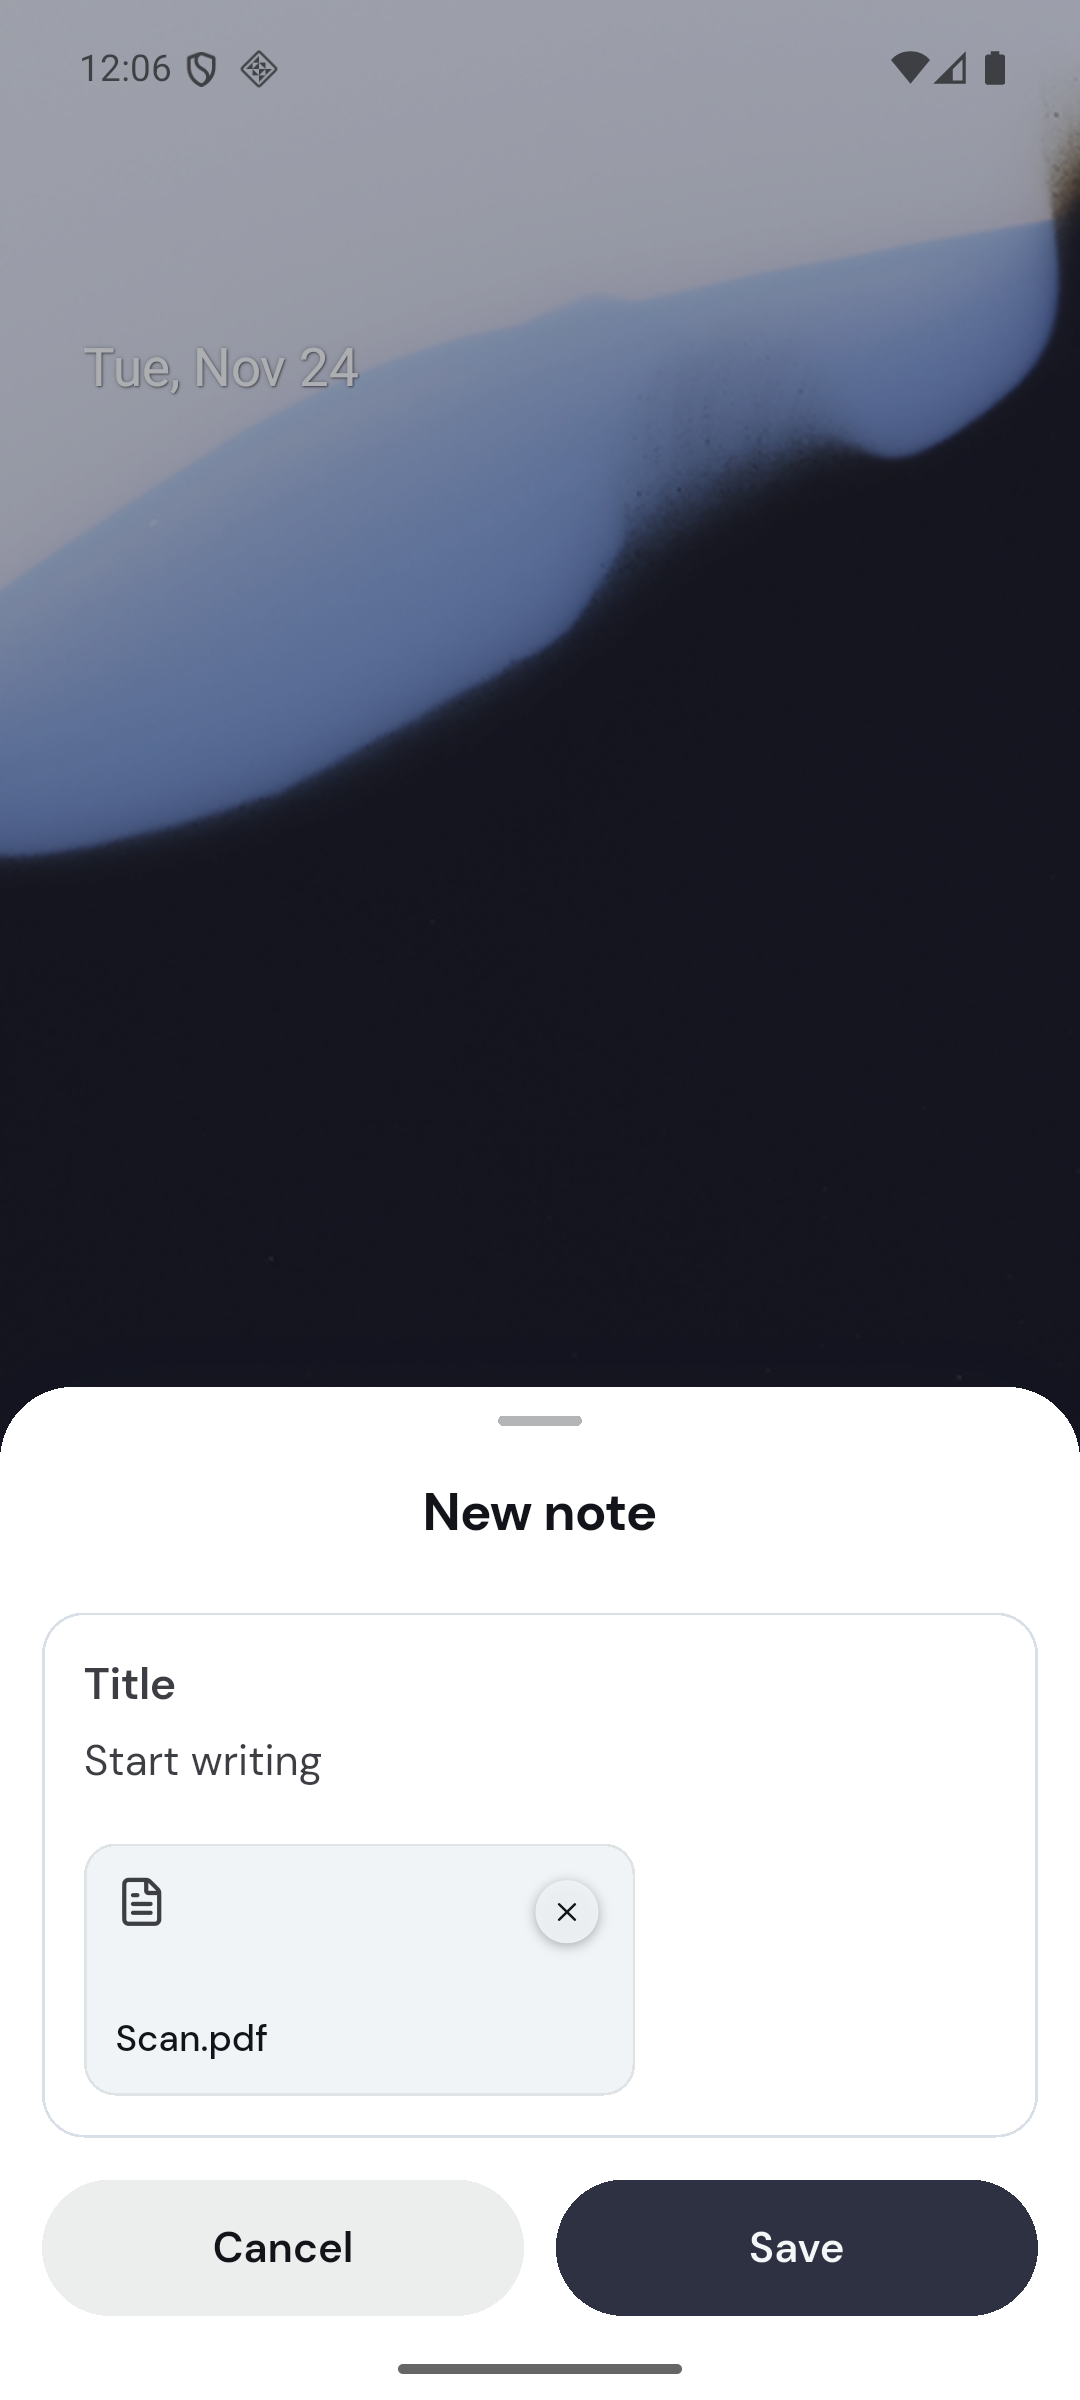 12:06
Tue, Nov 24
New note
Title
Start writing
Scan.pdf
Cancel
Save